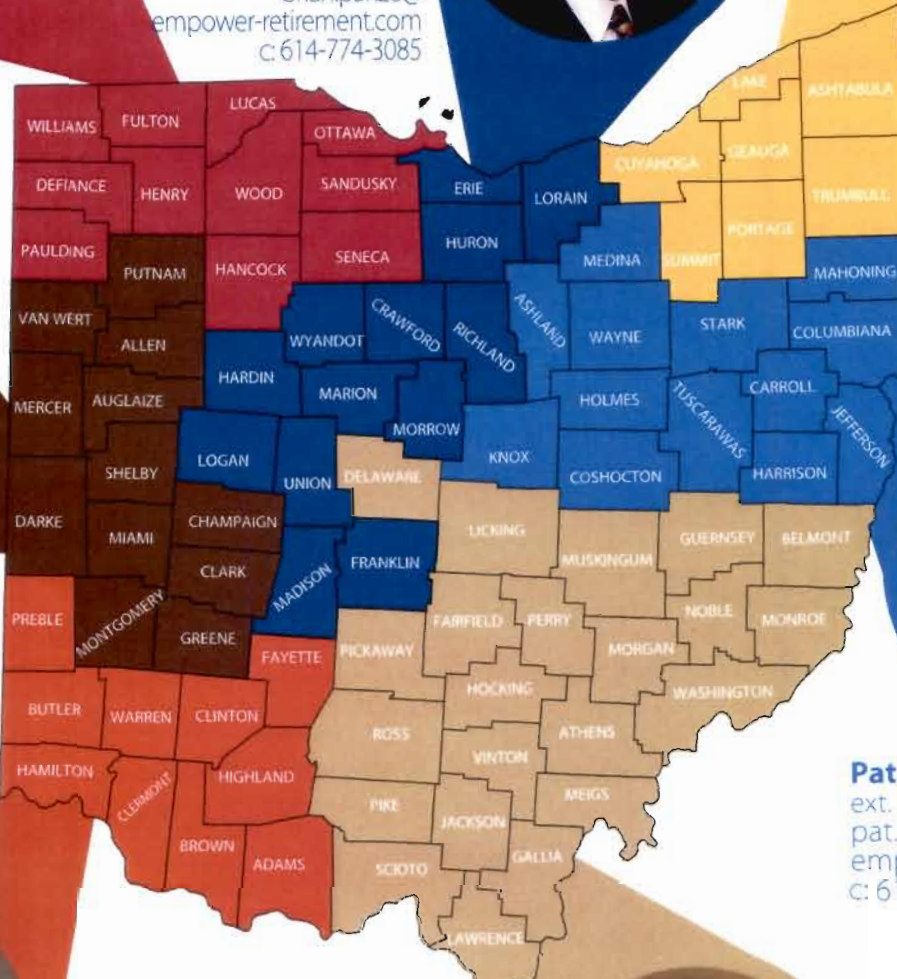 empower-retirement.com
c: 614-774-3085
LAKE
ASHTABULA
LUCAS
WILLIAMS
FULTON
OTTAWA
CUYAHOGA
GEAUGA
DEFIANCE
HENRY
WOOD
SANDUSKY
ERIE
LORAIN
TRUMBULL
PORTAGE
PAULDING
PUTNAM
HANCOCK
SENECA
HURON
MEDINA
SUMMIT
MAHONING
VAN WERT
ALLEN
WYANDOT
CRAWFORD
RICHLAND
ASHLAND
WAYNE
STARK
COLUMBIANA
HARDIN
MERCER
AUGLAIZE
MARION
HOLMES
TUSCARAWAS
CARROLL
JEFFERSON
MORROW
SHELBY
LOGAN
UNION
DELAWARE
KNOX
COSHOCTON
HARRISON
DARKE
MIAMI
CHAMPAIGN
LICKING
MUSKINGUM
GUERNSEY
BELMONT
CLARK
MADISON
FRANKLIN
PREBLE
MONTGOMERY
GREENE
FAYETTE
PICKAWAY
FAIRFIELD
PERRY
MORGAN
NOBLE
MONROE
HOCKING
WASHINGTON
BUTLER
WARREN
CLINTON
ROSS
ATHENS
VINTON
HAMILTON
CLERMONT
HIGHLAND
PIKE
JACKSON
MEIGS
BROWN
ADAMS
SCIOTO
GALLIA
LAWRENCE
Pat
ext.
pat.
emp
c: 6